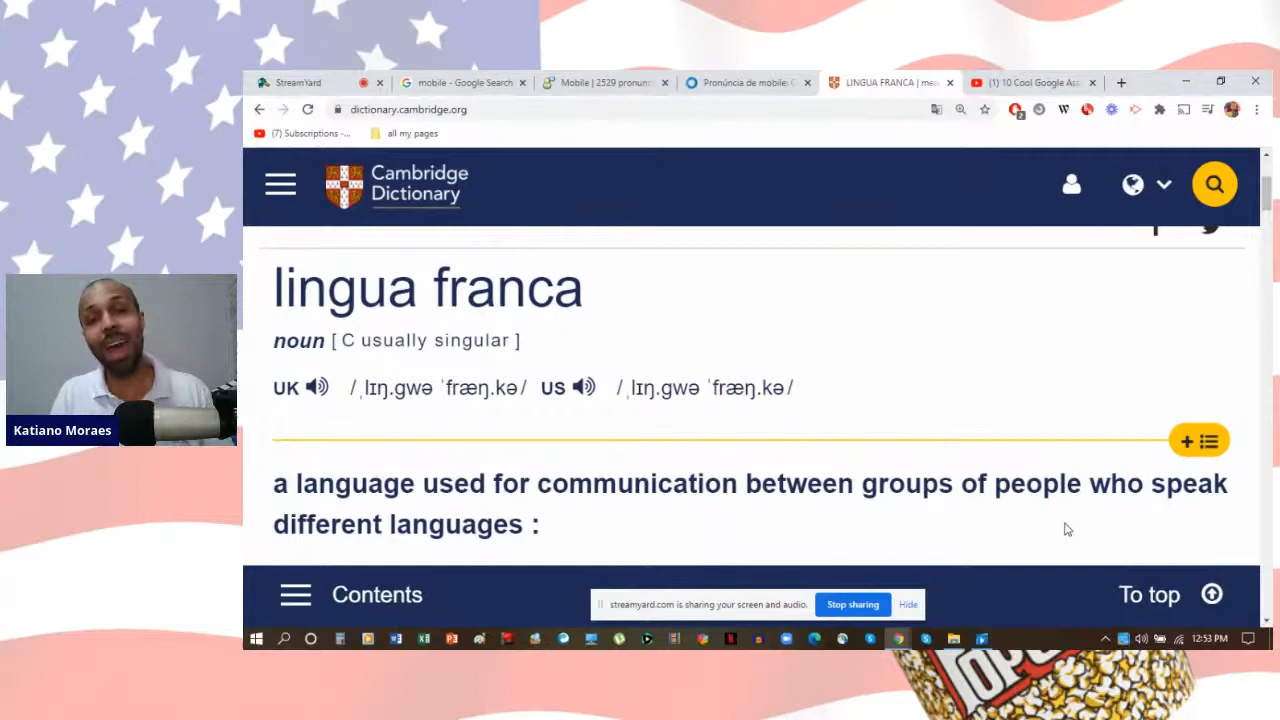 StreamYard
mobile - Google Search
Mobile | 2529 pronunc
Pronúncia de mobile: C
LINGUA FRANCA | mea
(1) 10 Cool Google Ass
dictionary.cambridge.org
(7) Subscriptions -...
all my pages
Cambridge
Dictionary
lingua franca
noun [ C usually singular ]
UK /ˌlɪŋ.ɡwə ˈfræŋ.kə/ US /ˌlɪŋ.ɡwə ˈfræŋ.kə/
Katiano Moraes
a language used for communication between groups of people who speak
different languages :
Contents
To top
streamyard.com is sharing your screen and audio.
Stop sharing
Hide
12:53 PM